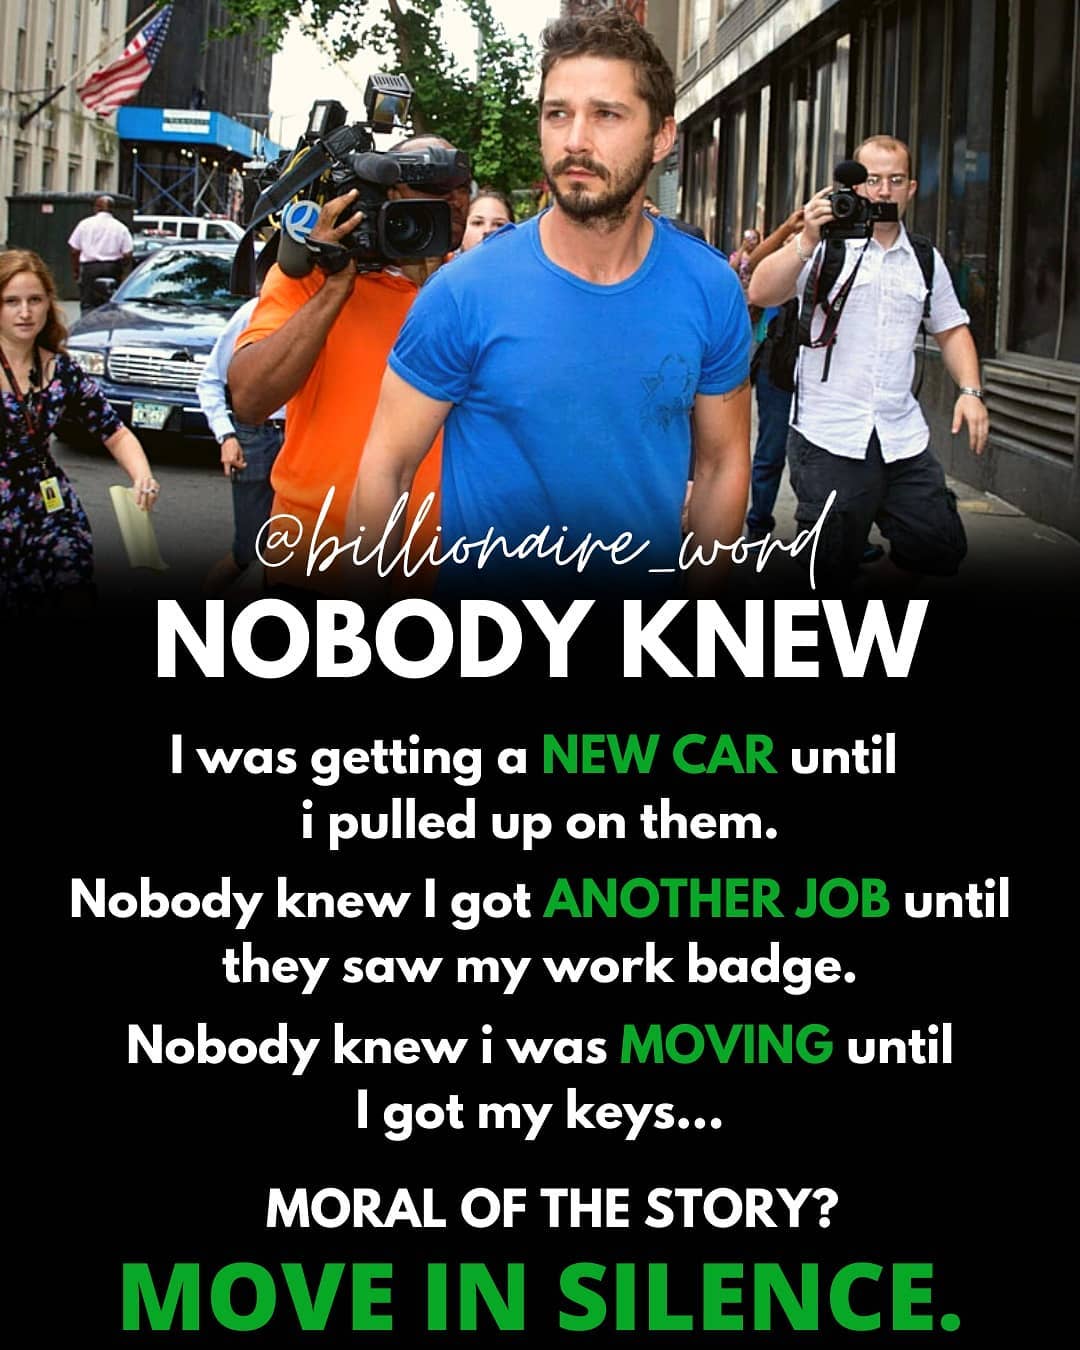 @billionaire_word
NOBODY KNEW
I was getting a NEW CAR until
i pulled up on them.
Nobody knew I got ANOTHER JOB until
they saw my work badge.
Nobody knew i was MOVING until
I got my keys...
MORAL OF THE STORY?
MOVE IN SILENCE.